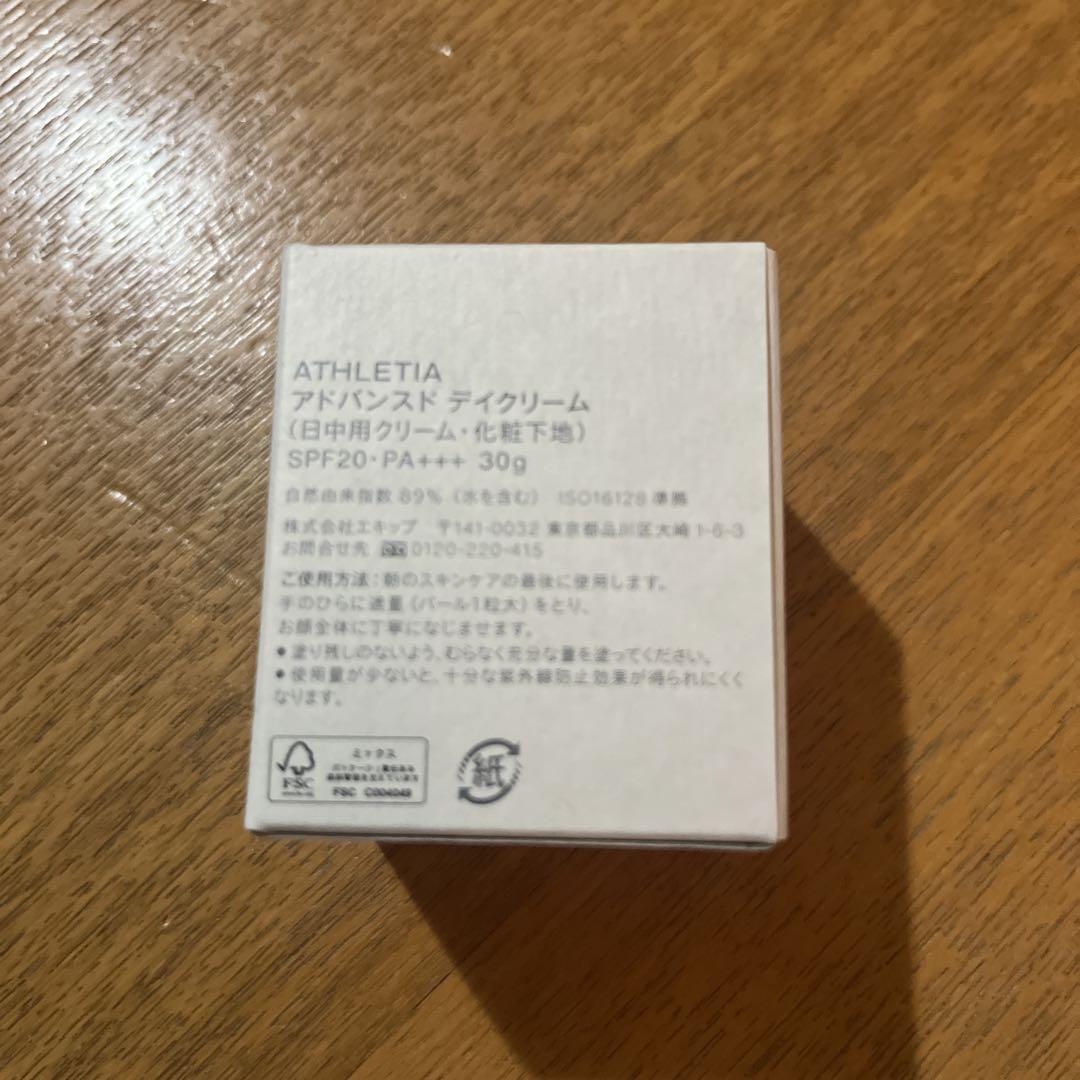 ATHLETIA
アドバンスド デイクリーム
(日中用クリーム・化粧下地)
SPF20・PA+++ 30g
自然由来指数 89% (水を含む) ISO16128 準拠
株式会社エキップ 〒141-0032 東京都品川区大崎 1-6-3
お問合せ先 0120-220-415
ご使用方法:朝のスキンケアの最後に使用します。
手のひらに適量(パール1粒大)をとり、
お顔全体に丁寧になじませます。
● 塗り残しのないよう、むらなく充分な量を塗ってください。
● 使用量が少ないと、十分な紫外線防止効果が得られにくく
なります。
FSC
ミックス
FSC C004049
紙